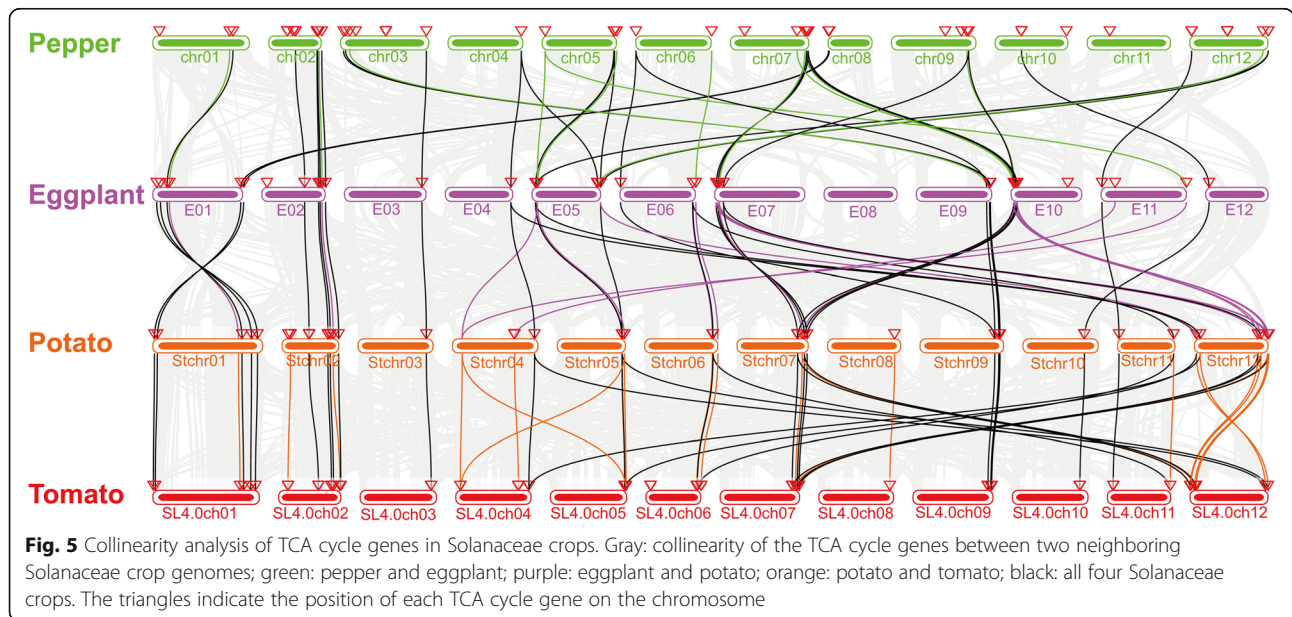 Pepper
chr01 chr02 chr03 chr04 chr05 chr06 chr07 chr08 chr09 chr10 chr11 chr12
Eggplant
E01 E02 E03 E04 E05 E06 E07 E08 E09 E10 E11 E12
Potato
Stchr01 Stchr02 Stchr03 Stchr04 Stchr05 Stchr06 Stchr07 Stchr08 Stchr09 Stchr10 Stchr11 Stchr12
Tomato
SL4.0ch01 SL4.0ch02 SL4.0ch03 SL4.0ch04 SL4.0ch05 SL4.0ch06 SL4.0ch07 SL4.0ch08 SL4.0ch09 SL4.0ch10 SL4.0ch11 SL4.0ch12
Fig. 5 Collinearity analysis of TCA cycle genes in Solanaceae crops. Gray: collinearity of the TCA cycle genes between two neighboring
Solanaceae crop genomes; green: pepper and eggplant; purple: eggplant and potato; orange: potato and tomato; black: all four Solanaceae
crops. The triangles indicate the position of each TCA cycle gene on the chromosome